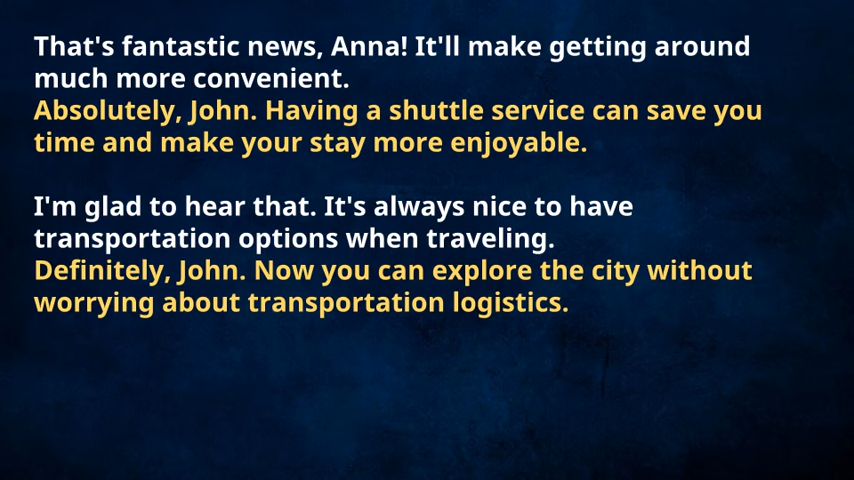 That's fantastic news, Anna! It'll make getting around
much more convenient.
Absolutely, John. Having a shuttle service can save you
time and make your stay more enjoyable.
I'm glad to hear that. It's always nice to have
transportation options when traveling.
Definitely, John. Now you can explore the city without
worrying about transportation logistics.